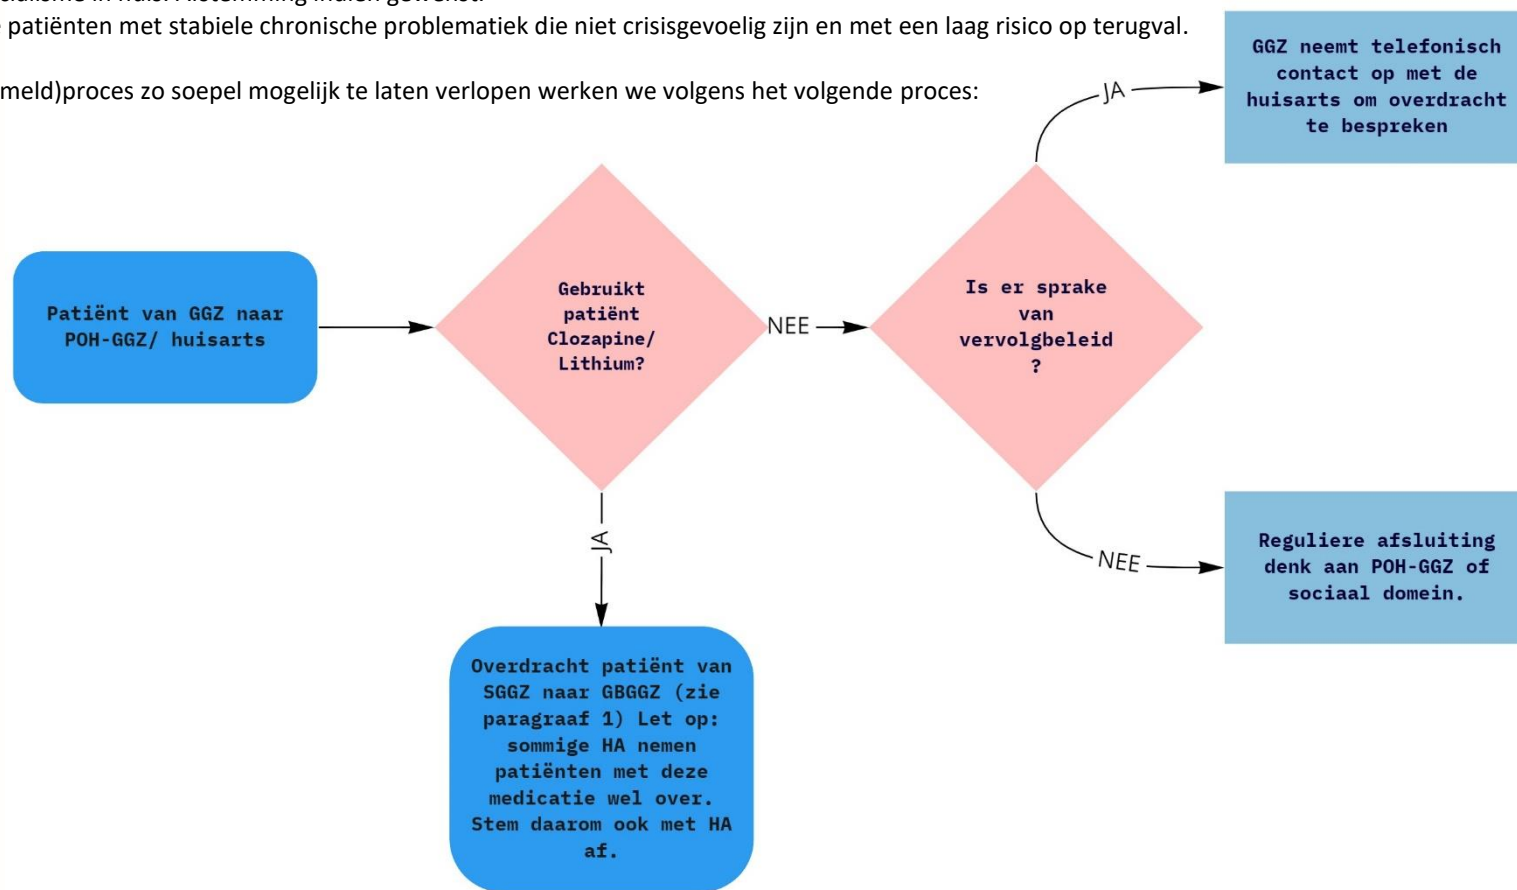 in huis. Afstemming indien gewenst.
patiënten met stabiele chronische problematiek die niet crisisgevoelig zijn en met een laag risico op terugval.
meld)proces zo soepel mogelijk te laten verlopen werken we volgens het volgende proces:
GGZ neemt telefonisch
contact op met de
huisarts om overdracht
te bespreken
JA
Patiënt van GGZ naar
POH-GGZ/ huisarts
Gebruikt
patiënt
Clozapine/
Lithium?
NEE
Is er sprake
van
vervolgbeleid
?
JA
NEE
Reguliere afsluiting
denk aan POH-GGZ of
sociaal domein.
Overdracht patiënt van
SGGZ naar GBGGZ (zie
paragraaf 1) Let op:
sommige HA nemen
patiënten met deze
medicatie wel over.
Stem daarom ook met HA
af.